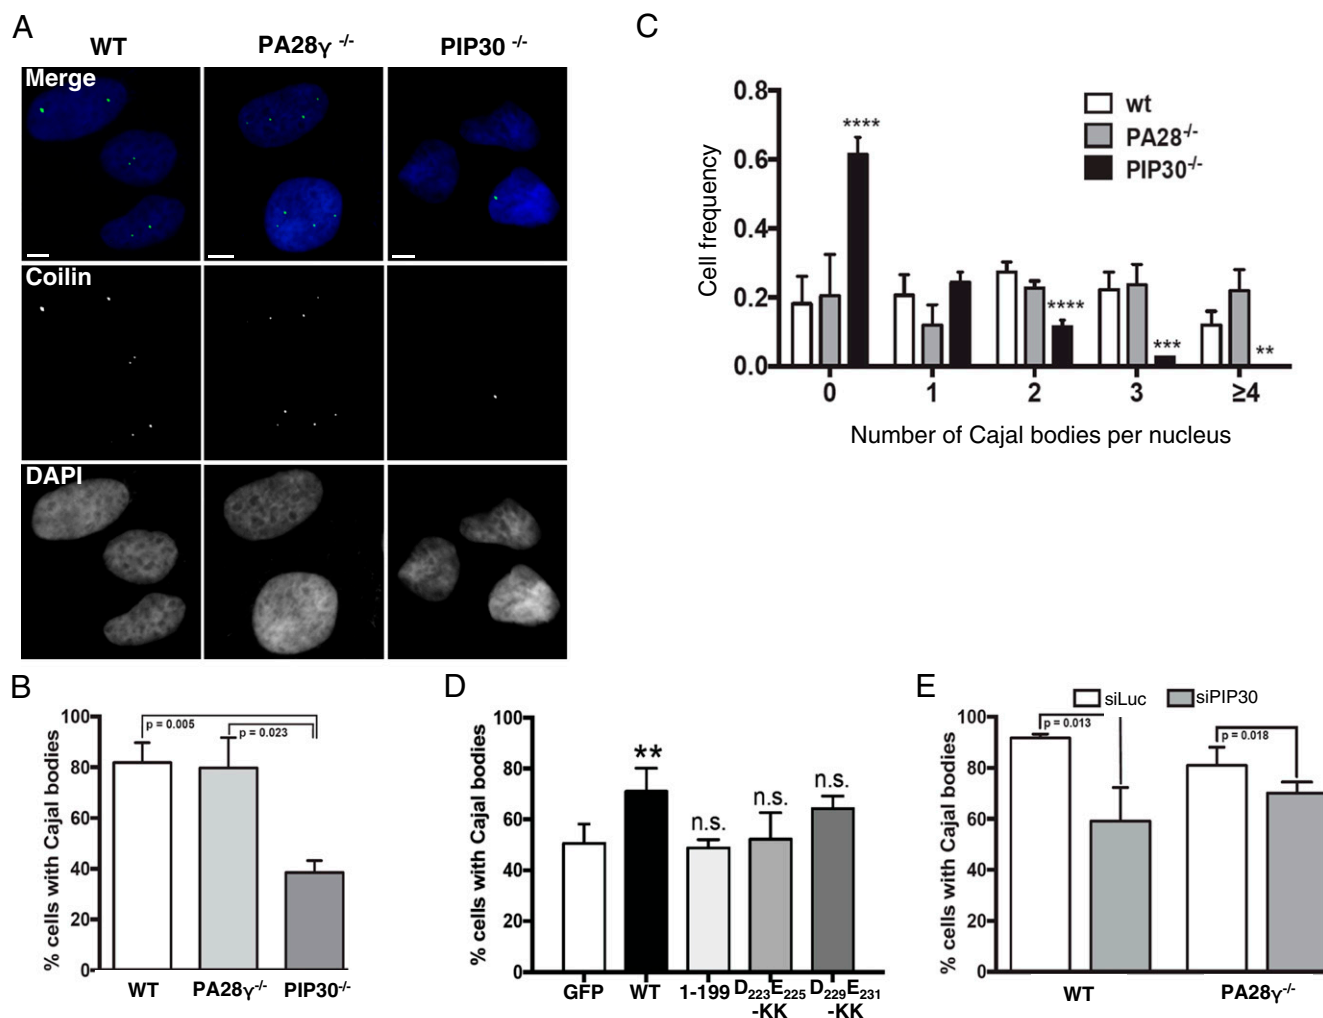 A
WT
PA28γ -/-
PIP30 -/-
Merge
Coilin
DAPI
B
% cells with Cajal bodies
100
80
60
40
20
0
p = 0.005
p = 0.023
WT
PA28γ-/-
PIP30-/-
C
Cell frequency
0.8
0.6
0.4
0.2
0.0
wt
PA28-/-
PIP30-/-
****
****
***
**
0
1
2
3
≥4
Number of Cajal bodies per nucleus
D
% cells with Cajal bodies
100
80
60
40
20
0
**
n.s.
n.s.
n.s.
GFP
WT
1-199
D223E225
-KK
D229E231
-KK
E
siLuc
siPIP30
% cells with Cajal bodies
100
80
60
40
20
0
p = 0.013
p = 0.018
WT
PA28γ-/-